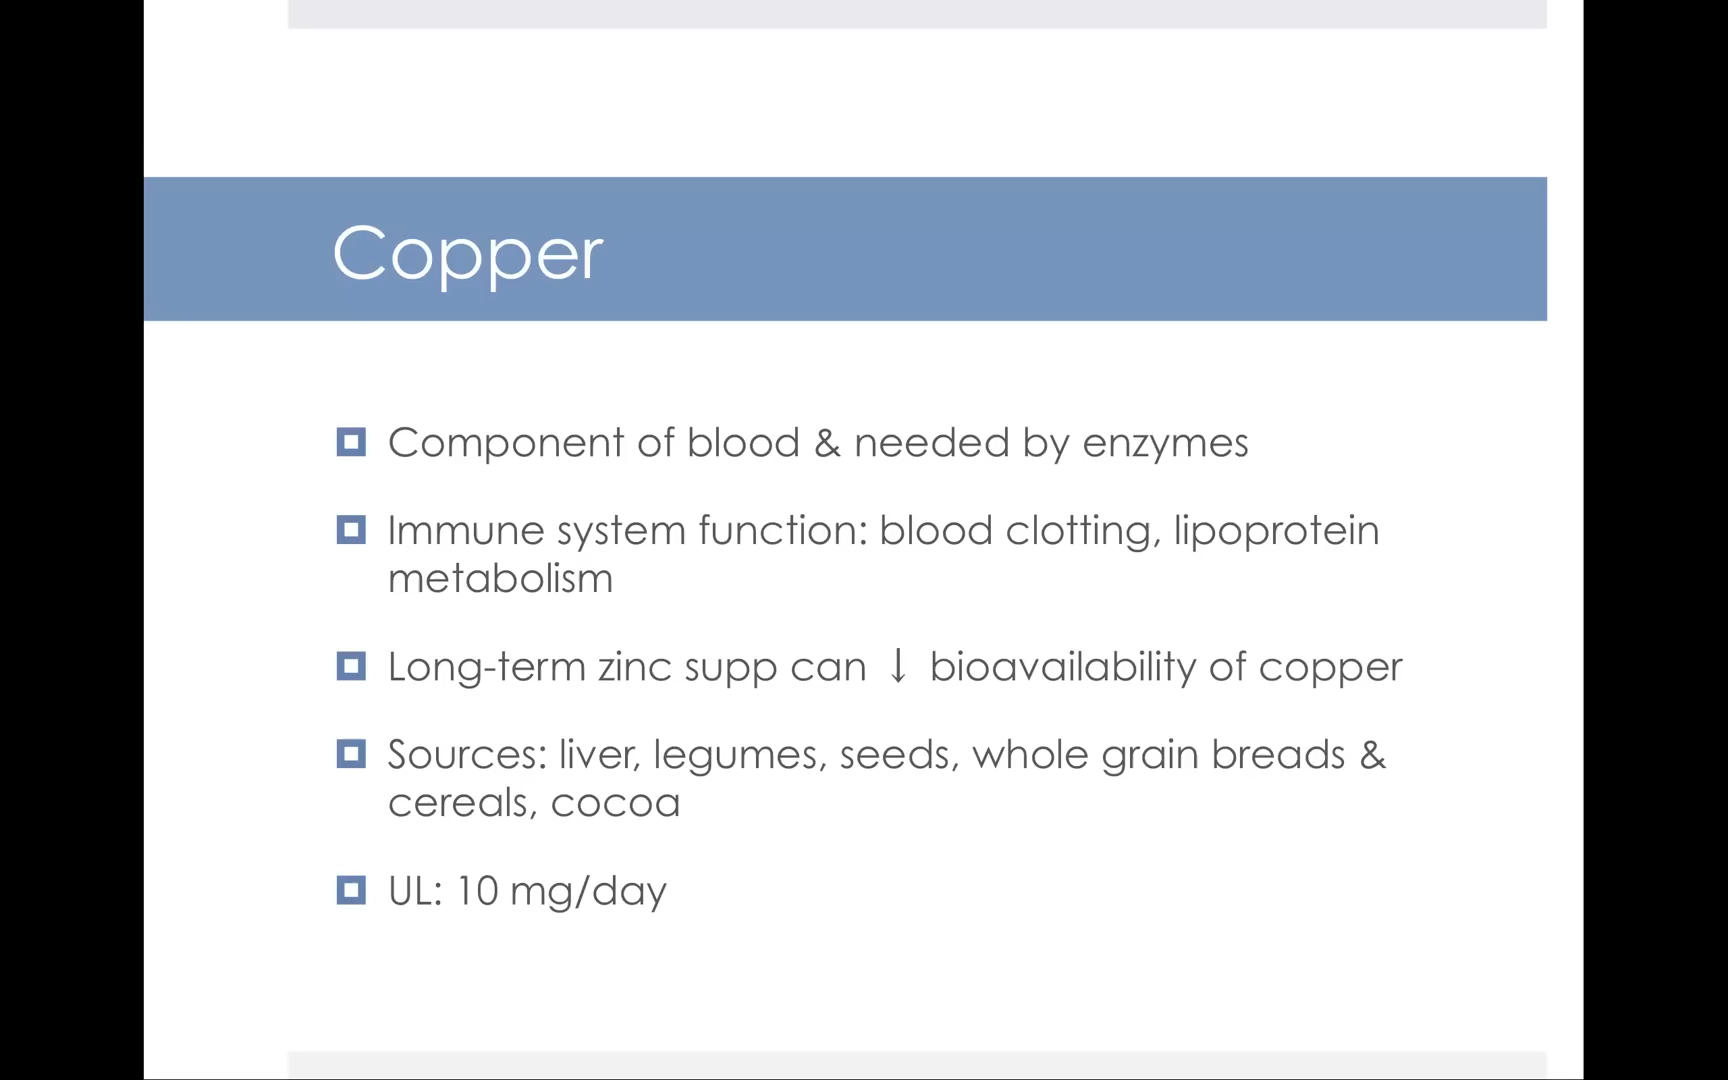 Copper
Component of blood & needed by enzymes
Immune system function: blood clotting, lipoprotein
metabolism
Long-term zinc supp can ↓ bioavailability of copper
Sources: liver, legumes, seeds, whole grain breads &
cereals, cocoa
UL: 10 mg/day